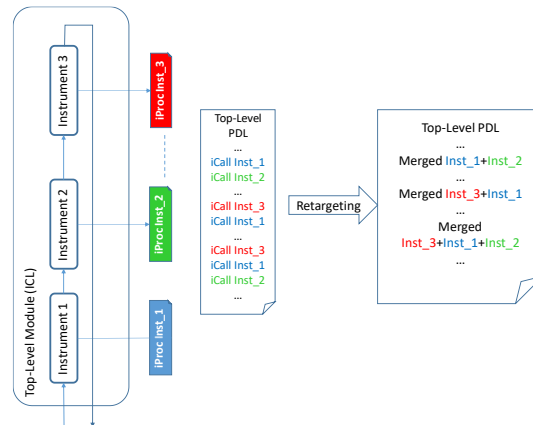 Top-Level Module (ICL)
Instrument 3
Instrument 2
Instrument 1
iProc Inst_3
iProc Inst_2
iProc Inst_1
Top-Level
PDL
...
iCall Inst_1
iCall Inst_2
...
iCall Inst_3
iCall Inst_1
...
iCall Inst_3
iCall Inst_1
iCall Inst_2
...
Retargeting
Top-Level PDL
...
Merged Inst_1+Inst_2
...
Merged Inst_3+Inst_1
...
Merged
Inst_3+Inst_1+Inst_2
...